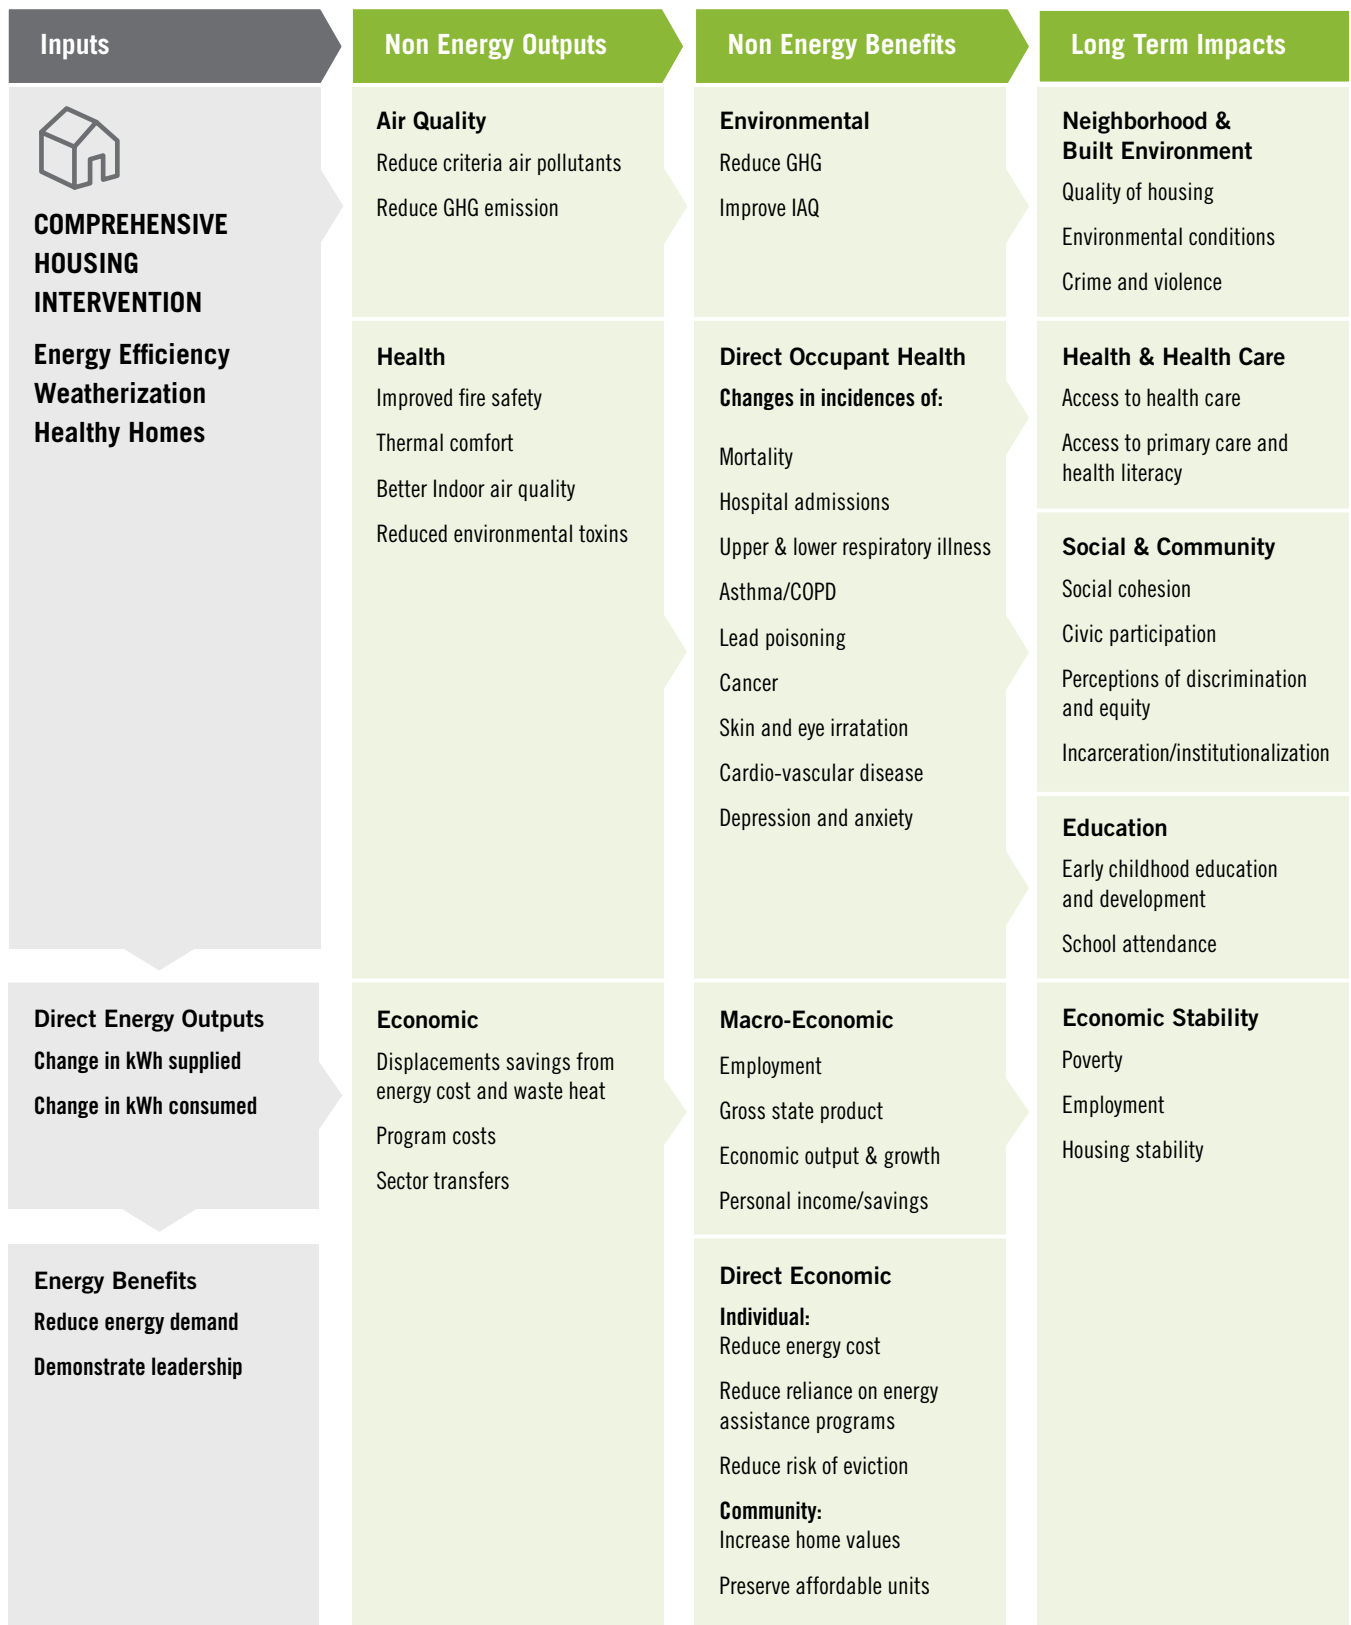 Inputs
Non Energy Outputs
Non Energy Benefits
Long Term Impacts
COMPREHENSIVE
HOUSING
INTERVENTION
Energy Efficiency
Weatherization
Healthy Homes
Direct Energy Outputs
Change in kWh supplied
Change in kWh consumed
Energy Benefits
Reduce energy demand
Demonstrate leadership
Air Quality
Reduce criteria air pollutants
Reduce GHG emission
Health
Improved fire safety
Thermal comfort
Better Indoor air quality
Reduced environmental toxins
Economic
Displacements savings from
energy cost and waste heat
Program costs
Sector transfers
Environmental
Reduce GHG
Improve IAQ
Direct Occupant Health
Changes in incidences of:
Mortality
Hospital admissions
Upper & lower respiratory illness
Asthma/COPD
Lead poisoning
Cancer
Skin and eye irratation
Cardio-vascular disease
Depression and anxiety
Macro-Economic
Employment
Gross state product
Economic output & growth
Personal income/savings
Direct Economic
Individual:
Reduce energy cost
Reduce reliance on energy
assistance programs
Reduce risk of eviction
Community:
Increase home values
Preserve affordable units
Neighborhood &
Built Environment
Quality of housing
Environmental conditions
Crime and violence
Health & Health Care
Access to health care
Access to primary care and
health literacy
Social & Community
Social cohesion
Civic participation
Perceptions of discrimination
and equity
Incarceration/institutionalization
Education
Early childhood education
and development
School attendance
Economic Stability
Poverty
Employment
Housing stability